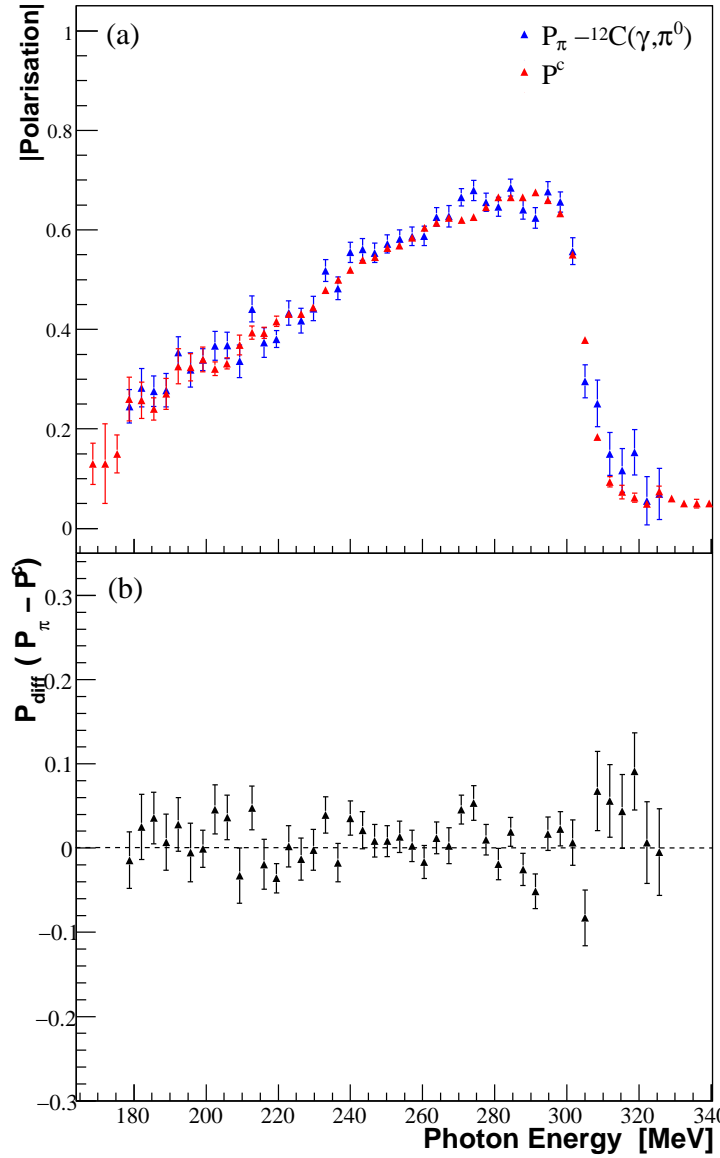 |Polarisation|
(a)
P_π −¹²C(γ,π⁰)
P^c
1
0.8
0.6
0.4
0.2
0
P_diff ( P_π − P^c)
(b)
0.3
0.2
0.1
0
−0.1
−0.2
−0.3
180 200 220 240 260 280 300 320 340
Photon Energy [MeV]